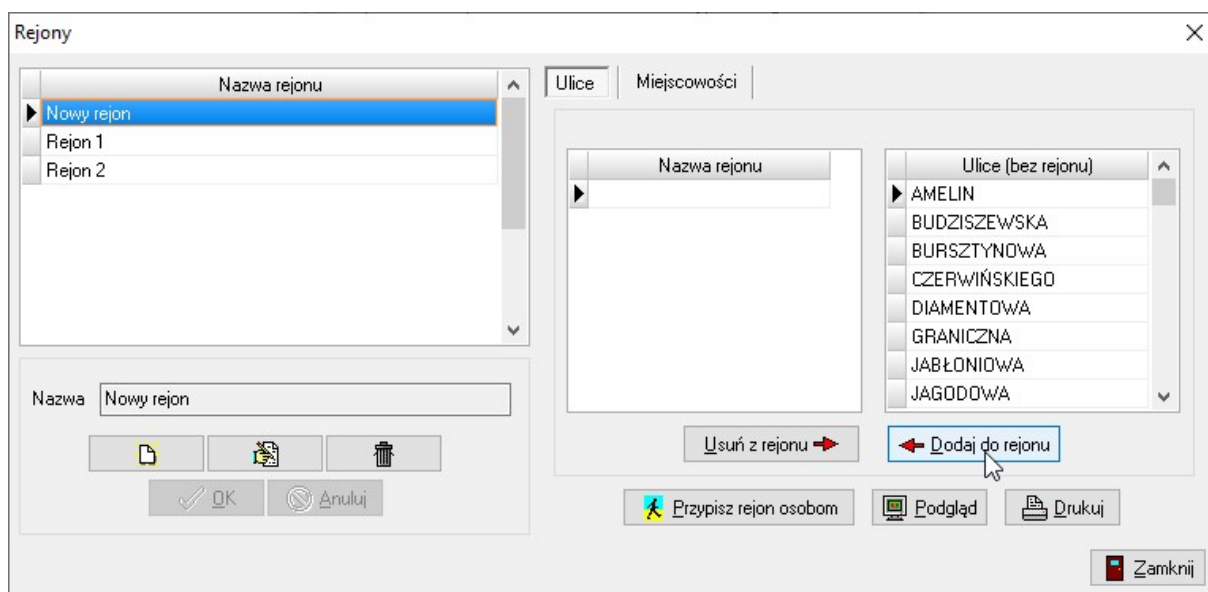 Rejony
Nazwa rejonu
Nowy rejon
Rejon 1
Rejon 2
Nazwa Nowy rejon
OK Anuluj
Ulice Miejscowości
Nazwa rejonu
Ulice (bez rejonu)
AMELIN
BUDZISZEWSKA
BURSZTYNOWA
CZERWIŃSKIEGO
DIAMENTOWA
GRANICZNA
JABŁONIOWA
JAGODOWA
Usuń z rejonu Dodaj do rejonu
Przypisz rejon osobom Podgląd Drukuj
Zamknij